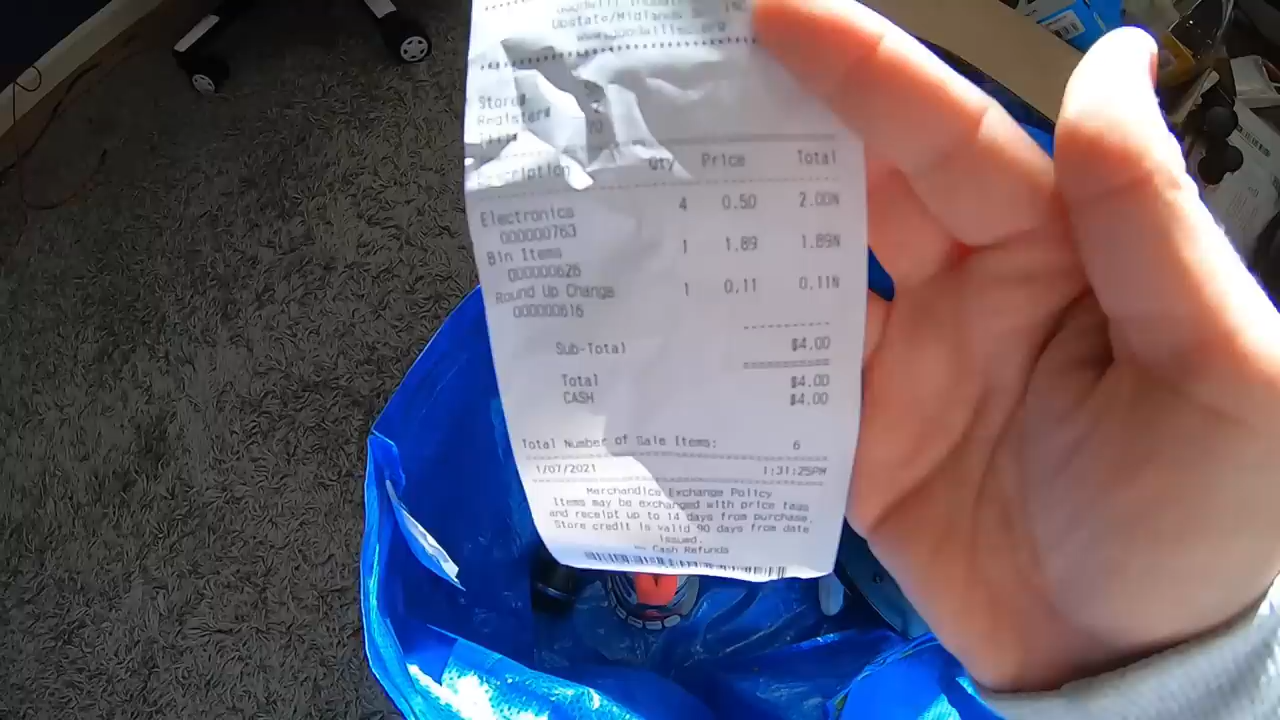 Upstate/Midlands
Store#
Register#
Description Qty Price Total
Electronics 4 0.50 2.00N
000000763
Bin Items 1 1.89 1.89N
000000626
Round Up Change 1 0.11 0.11N
000000616
Sub-Total $4.00
Total $4.00
CASH $4.00
Total Number of Sale Items: 6
1/07/2021 1:31:25PM
Merchandise Exchange Policy
Items may be exchanged with price tags
and receipt up to 14 days from purchase.
Store credit is valid 90 days from date
issued.
No Cash Refunds